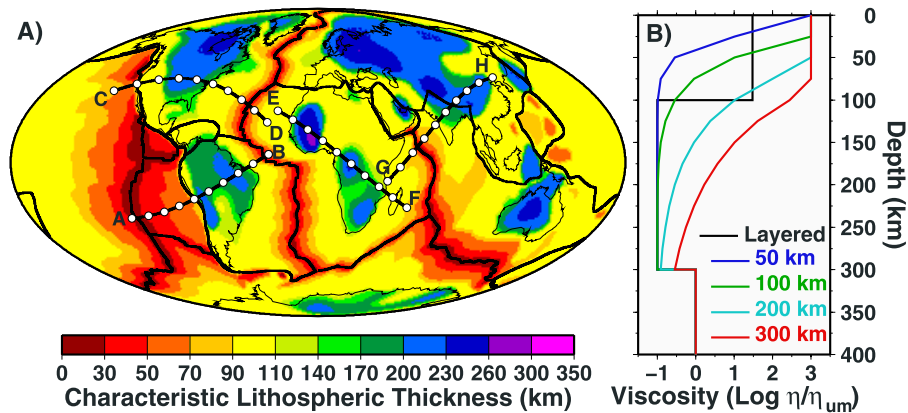 A)
C
E
D
B
A
G
F
H
0 30 50 70 90 110 140 170 200 230 260 300 350
Characteristic Lithospheric Thickness (km)
B)
0
50
100
150
200
250
300
350
400
Depth (km)
Layered
50 km
100 km
200 km
300 km
−1 0 1 2 3
Viscosity (Log η/ηum)